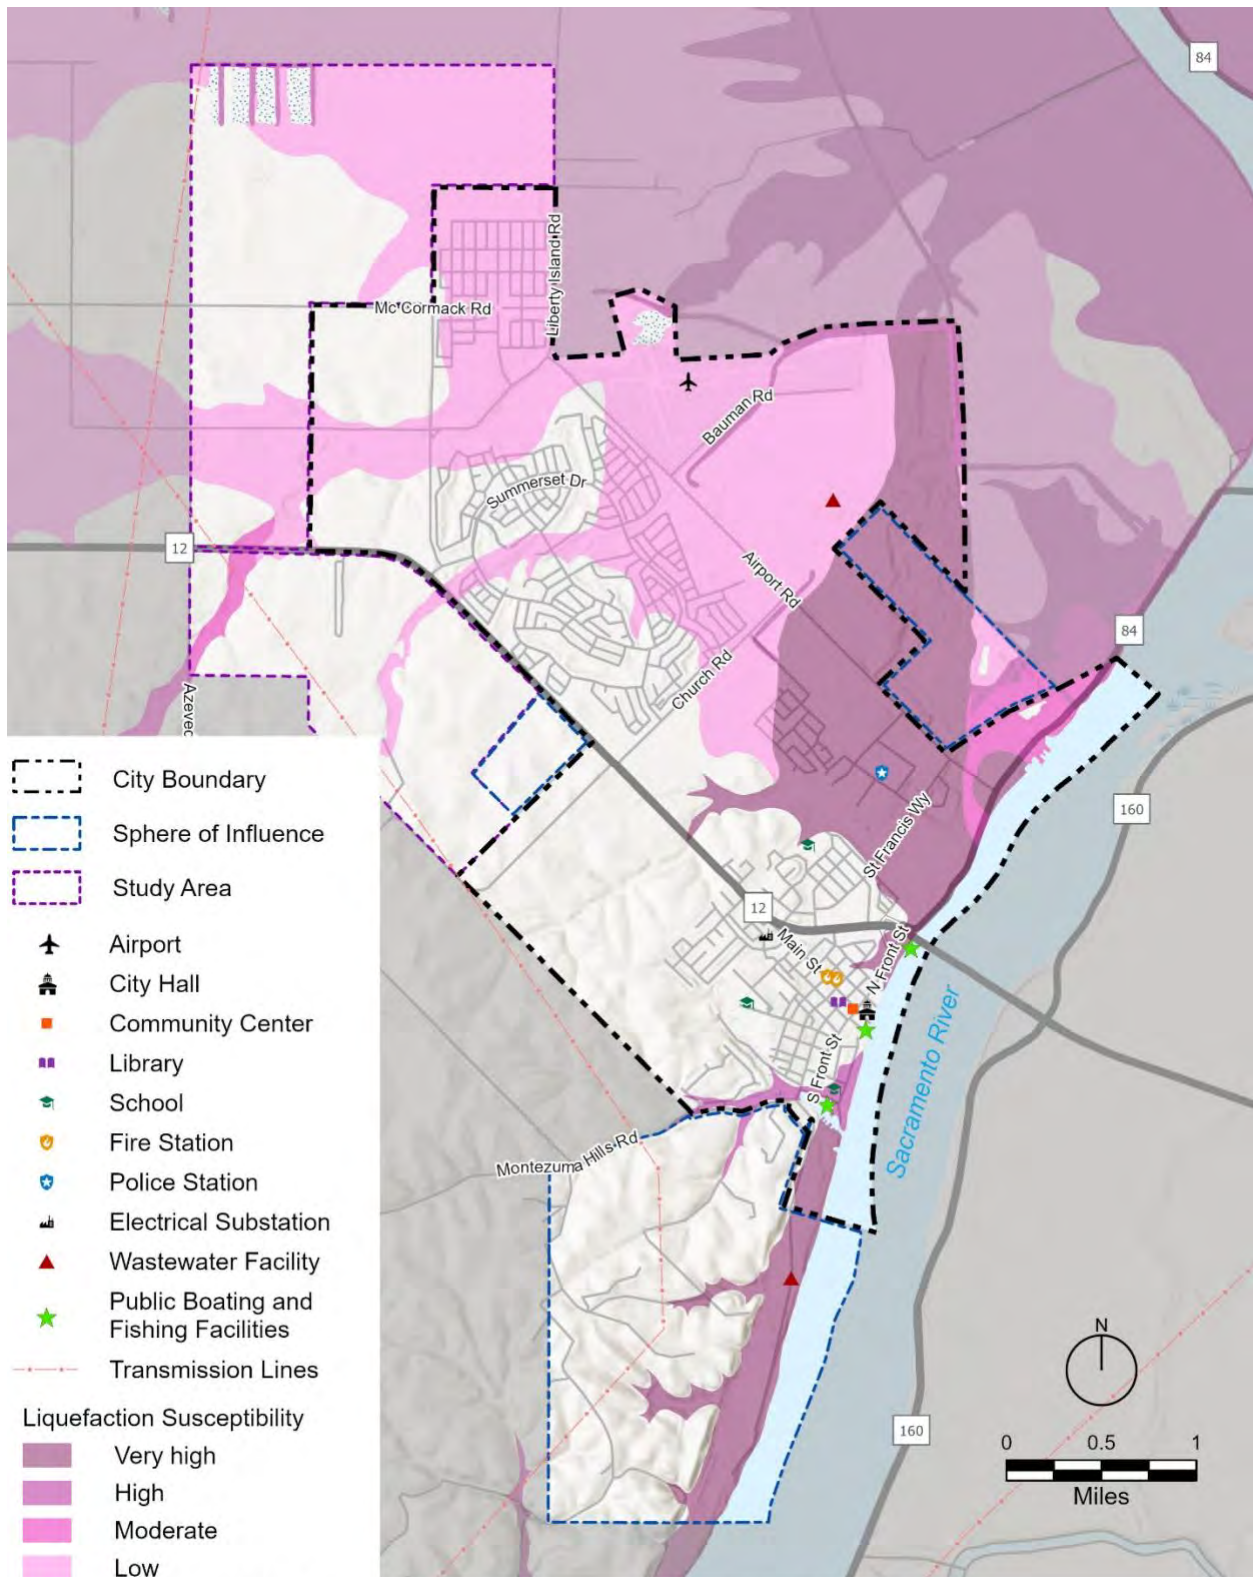 84
Mc Cormack Rd
Liberty Island Rd
Bauman Rd
Summerset Dr
12
Airport Rd
Church Rd
84
Azeved
160
St Francis Wy
12
Main St
N Front St
S Front St
Sacramento River
Montezuma Hills Rd
160
City Boundary
Sphere of Influence
Study Area
Airport
City Hall
Community Center
Library
School
Fire Station
Police Station
Electrical Substation
Wastewater Facility
Public Boating and
Fishing Facilities
Transmission Lines
Liquefaction Susceptibility
Very high
High
Moderate
Low
N
0 0.5 1
Miles